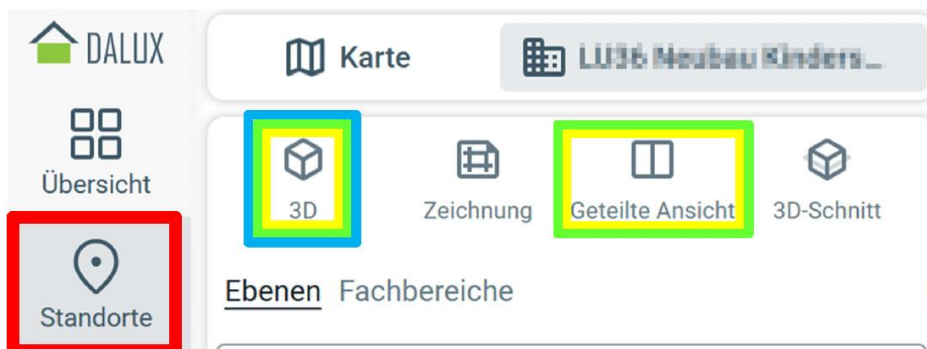 DALUX
Karte
Übersicht
3D
Zeichnung
Geteilte Ansicht
3D-Schnitt
Standorte
Ebenen Fachbereiche